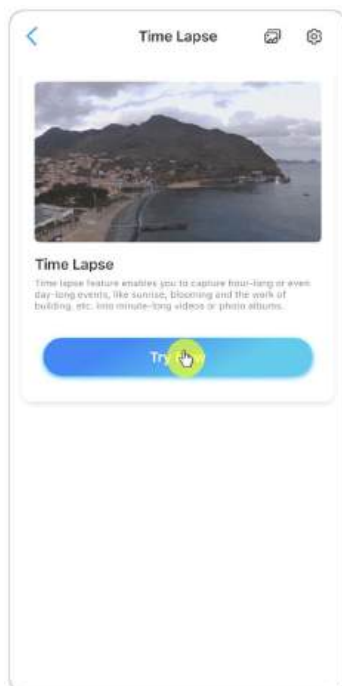 Time Lapse
Time Lapse
Time lapse feature enables you to capture hour-long or even
day-long events, like sunrise, blooming and the work of
building, etc. into minute-long videos or photo albums.
Try